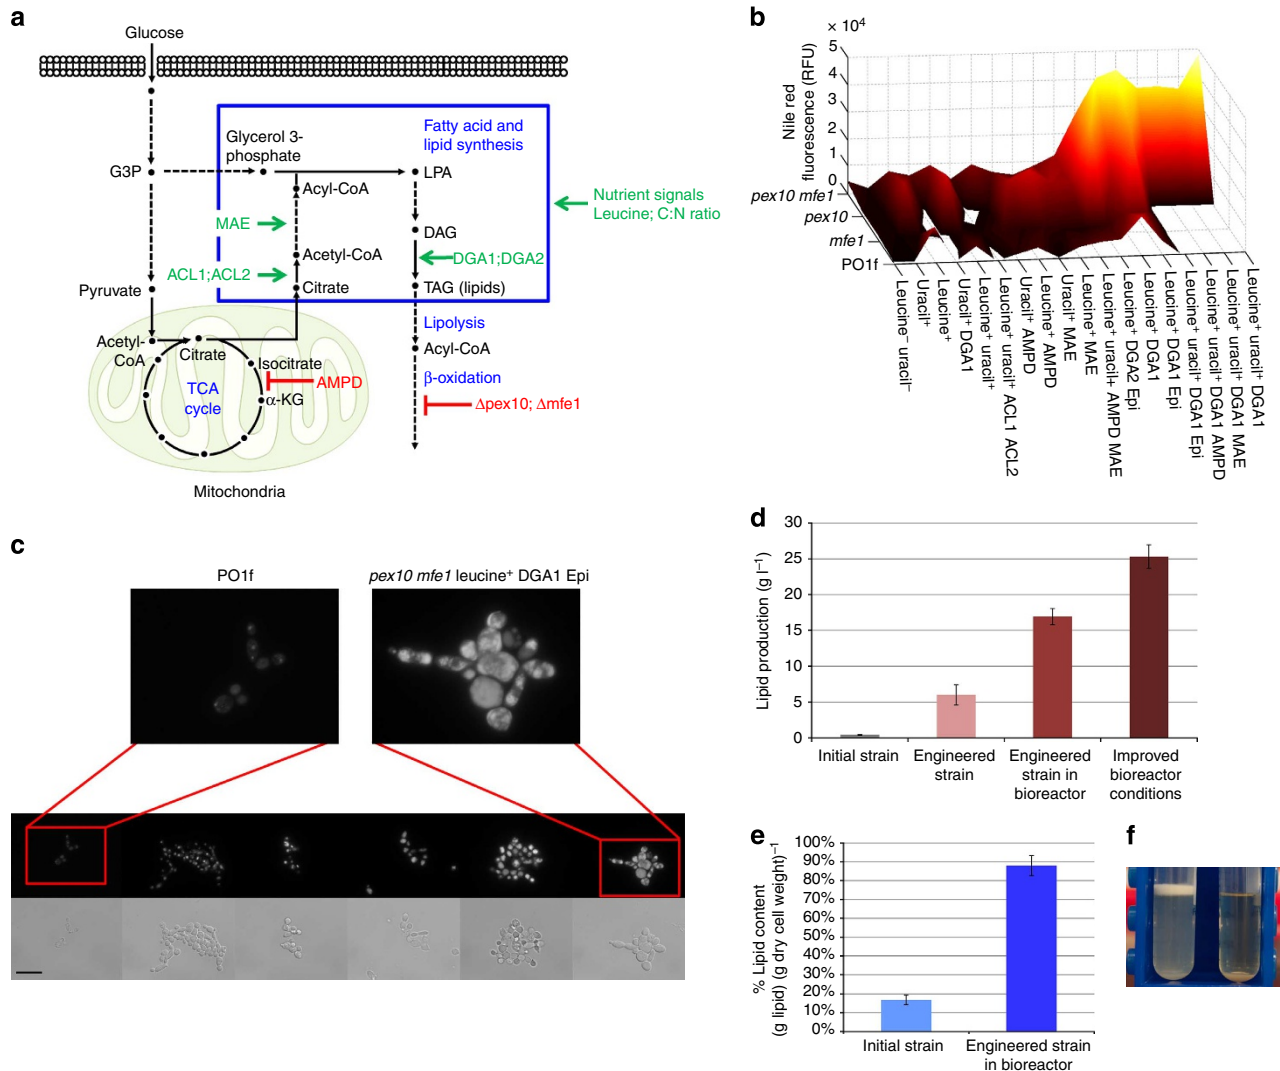 a
Glucose
Glycerol 3-
phosphate
Fatty acid and
lipid synthesis
G3P
LPA
Acyl-CoA
Nutrient signals
Leucine; C:N ratio
MAE
DAG
Acetyl-CoA
DGA1;DGA2
ACL1;ACL2
Pyruvate
Citrate
TAG (lipids)
Lipolysis
Acetyl-
CoA
Citrate
Isocitrate
Acyl-CoA
TCA
cycle
AMPD
α-KG
β-oxidation
Δpex10; Δmfe1
Mitochondria
b
× 10⁴
5
4
3
2
1
0
Nile red
fluorescence (RFU)
pex10 mfe1
pex10
mfe1
PO1f
Leucine⁻ uracil⁻
Uracil⁺
Leucine⁺
Uracil⁺ DGA1
Leucine⁺ uracil⁺
Leucine⁺ uracil⁺ ACL1 ACL2
Uracil⁺ AMPD
Leucine⁺ AMPD
Uracil⁺ MAE
Leucine⁺ MAE
Leucine⁺ uracil+ AMPD MAE
Leucine⁺ DGA2 Epi
Leucine⁺ DGA1
Leucine⁺ DGA1 Epi
Leucine⁺ uracil⁺ DGA1 Epi
Leucine⁺ uracil⁺ DGA1 AMPD
Leucine⁺ uracil⁺ DGA1 MAE
Leucine⁺ uracil⁺ DGA1
c
PO1f
pex10 mfe1 leucine⁺ DGA1 Epi
d
Lipid production (g l⁻¹)
30
25
20
15
10
5
0
Initial strain
Engineered
strain
Engineered
strain in
bioreactor
Improved
bioreactor
conditions
e
% Lipid content
(g lipid) (g dry cell weight)⁻¹
100%
90%
80%
70%
60%
50%
40%
30%
20%
10%
0%
Initial strain
Engineered strain
in bioreactor
f